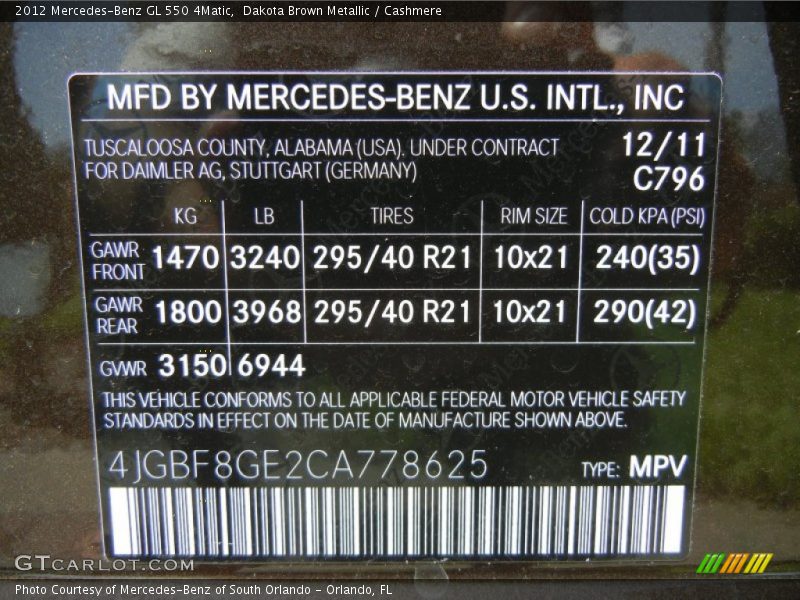 2012 Mercedes-Benz GL 550 4Matic, Dakota Brown Metallic / Cashmere
MFD BY MERCEDES-BENZ U.S. INTL., INC
TUSCALOOSA COUNTY, ALABAMA (USA). UNDER CONTRACT 12/11
FOR DAIMLER AG, STUTTGART (GERMANY) C796
KG LB TIRES RIM SIZE COLD KPA (PSI)
GAWR FRONT 1470 3240 295/40 R21 10x21 240(35)
GAWR REAR 1800 3968 295/40 R21 10x21 290(42)
GVWR 3150 6944
THIS VEHICLE CONFORMS TO ALL APPLICABLE FEDERAL MOTOR VEHICLE SAFETY
STANDARDS IN EFFECT ON THE DATE OF MANUFACTURE SHOWN ABOVE.
4JGBF8GE2CA778625 TYPE: MPV
GTCARLOT.COM
Photo Courtesy of Mercedes-Benz of South Orlando - Orlando, FL